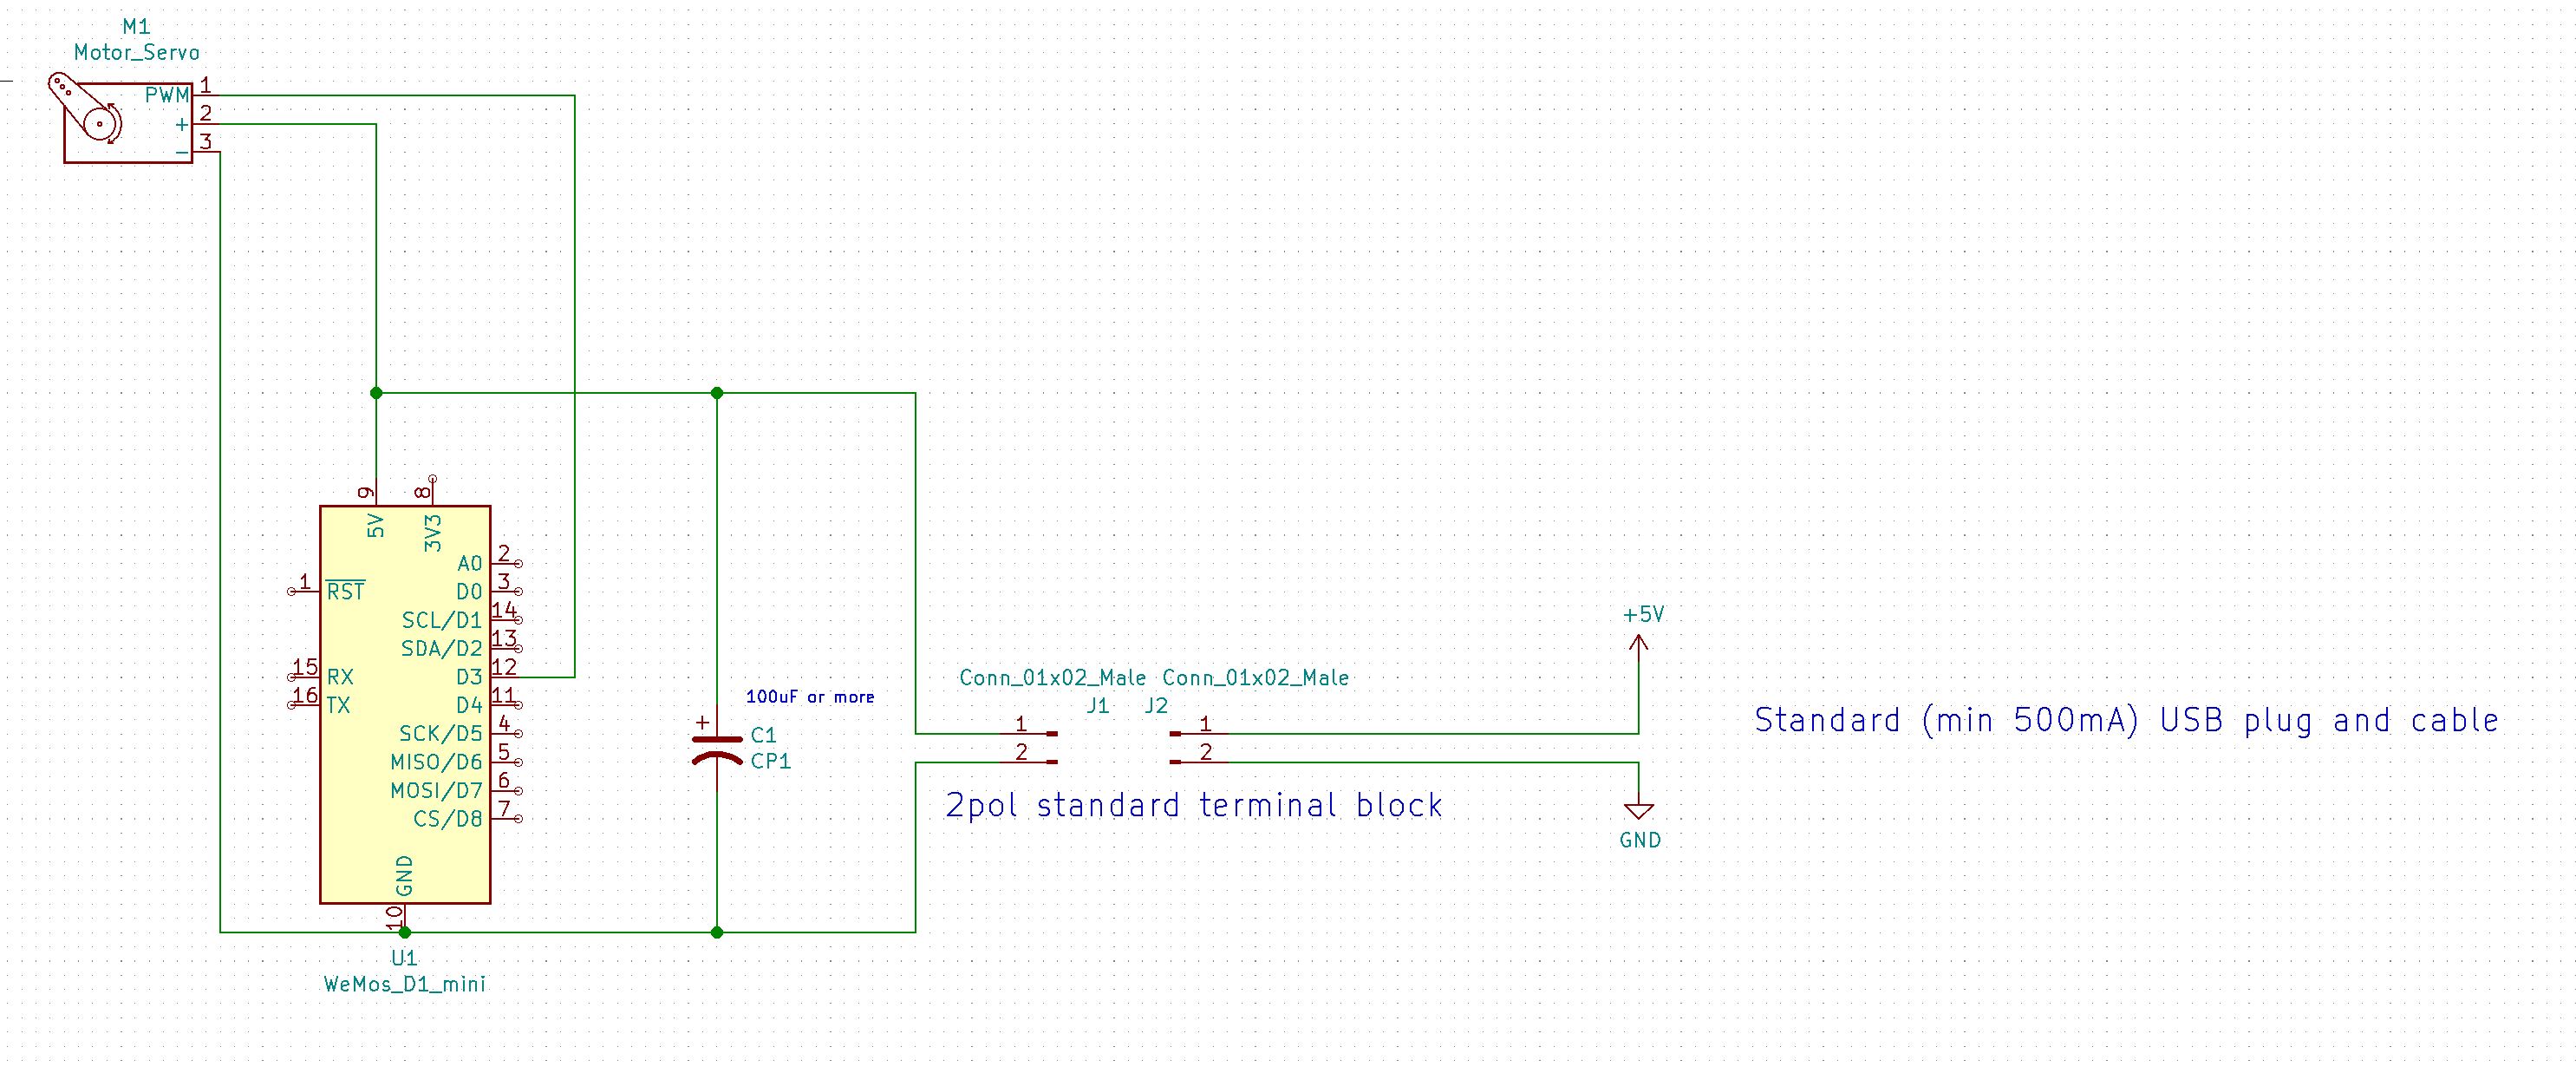 M1
Motor_Servo
PWM 1
+ 2
− 3
9 8
5V 3V3
A0 2
1 RST D0 3
SCL/D1 14
SDA/D2 13
15 RX D3 12
16 TX D4 11
SCK/D5 4
MISO/D6 5
MOSI/D7 6
CS/D8 7
GND
10
U1
WeMos_D1_mini
100uF or more
+
C1
CP1
Conn_01x02_Male Conn_01x02_Male
J1 J2
1 1
2 2
2pol standard terminal block
+5V
GND
Standard (min 500mA) USB plug and cable